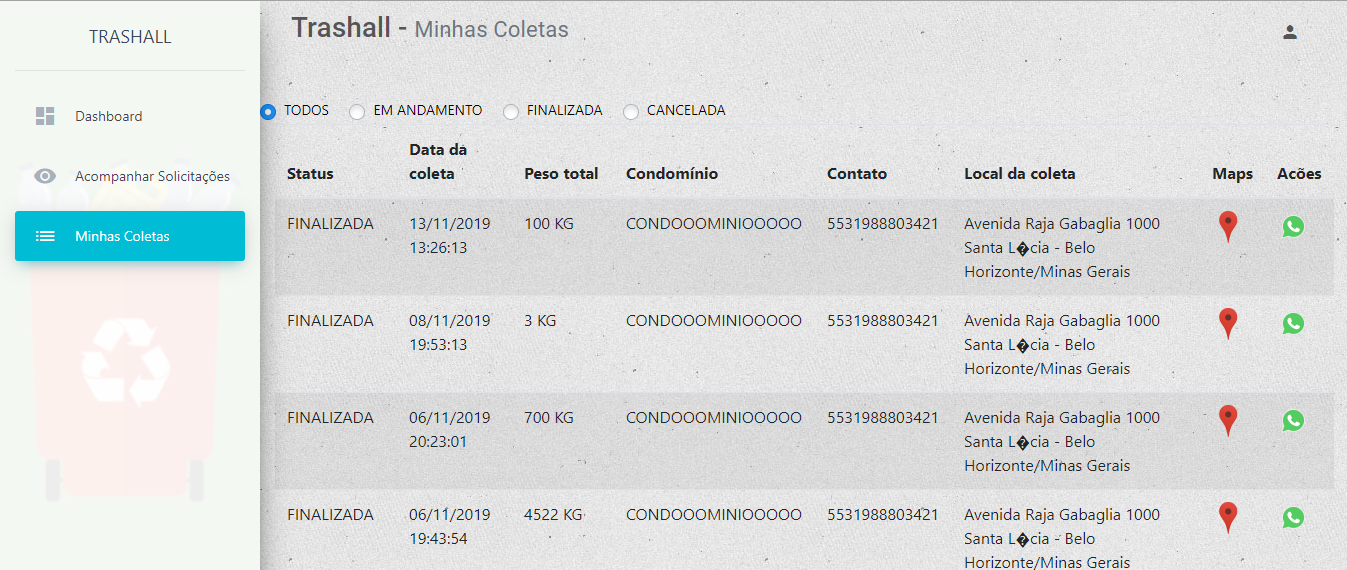 TRASHALL
Dashboard
Acompanhar Solicitações
Minhas Coletas
Trashall - Minhas Coletas
TODOS EM ANDAMENTO FINALIZADA CANCELADA
Status Data da coleta Peso total Condomínio Contato Local da coleta Maps Acões
FINALIZADA 13/11/2019 100 KG CONDOOOMINIOOOOO 5531988803421 Avenida Raja Gabaglia 1000
13:26:13 Santa L�cia - Belo
Horizonte/Minas Gerais
FINALIZADA 08/11/2019 3 KG CONDOOOMINIOOOOO 5531988803421 Avenida Raja Gabaglia 1000
19:53:13 Santa L�cia - Belo
Horizonte/Minas Gerais
FINALIZADA 06/11/2019 700 KG CONDOOOMINIOOOOO 5531988803421 Avenida Raja Gabaglia 1000
20:23:01 Santa L�cia - Belo
Horizonte/Minas Gerais
FINALIZADA 06/11/2019 4522 KG CONDOOOMINIOOOOO 5531988803421 Avenida Raja Gabaglia 1000
19:43:54 Santa L�cia - Belo
Horizonte/Minas Gerais